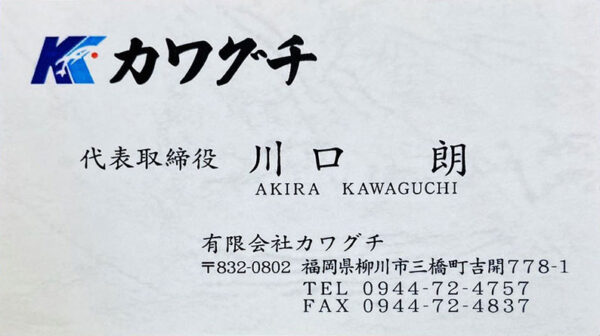 K カワグチ
代表取締役 川口 朗
AKIRA KAWAGUCHI
有限会社カワグチ
〒832-0802 福岡県柳川市三橋町吉開778-1
TEL 0944-72-4757
FAX 0944-72-4837